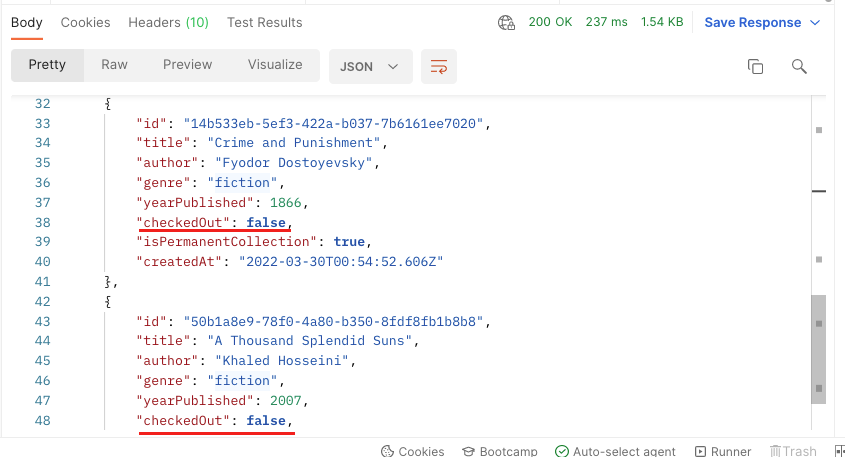 Body Cookies Headers (10) Test Results 200 OK 237 ms 1.54 KB Save Response
Pretty Raw Preview Visualize JSON
32 {
33 "id": "14b533eb-5ef3-422a-b037-7b6161ee7020",
34 "title": "Crime and Punishment",
35 "author": "Fyodor Dostoyevsky",
36 "genre": "fiction",
37 "yearPublished": 1866,
38 "checkedOut": false,
39 "isPermanentCollection": true,
40 "createdAt": "2022-03-30T00:54:52.606Z"
41 },
42 {
43 "id": "50b1a8e9-78f0-4a80-b350-8fdf8fb1b8b8",
44 "title": "A Thousand Splendid Suns",
45 "author": "Khaled Hosseini",
46 "genre": "fiction",
47 "yearPublished": 2007,
48 "checkedOut": false,
Cookies Bootcamp Auto-select agent Runner Trash